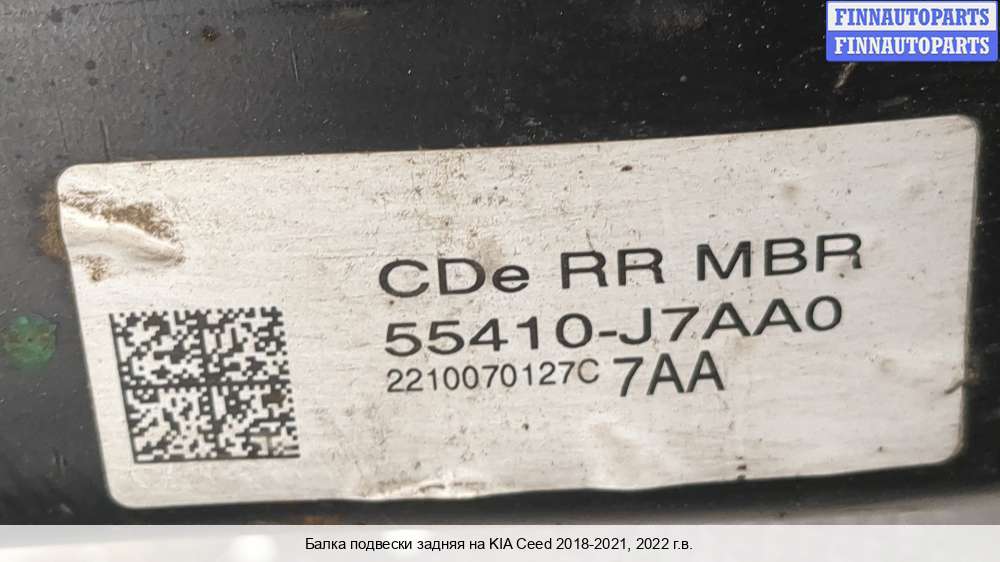 FINNAUTOPARTS
FINNAUTOPARTS
CDe RR MBR
55410-J7AA0
2210070127C 7AA
Балка подвески задняя на KIA Ceed 2018-2021, 2022 г.в.